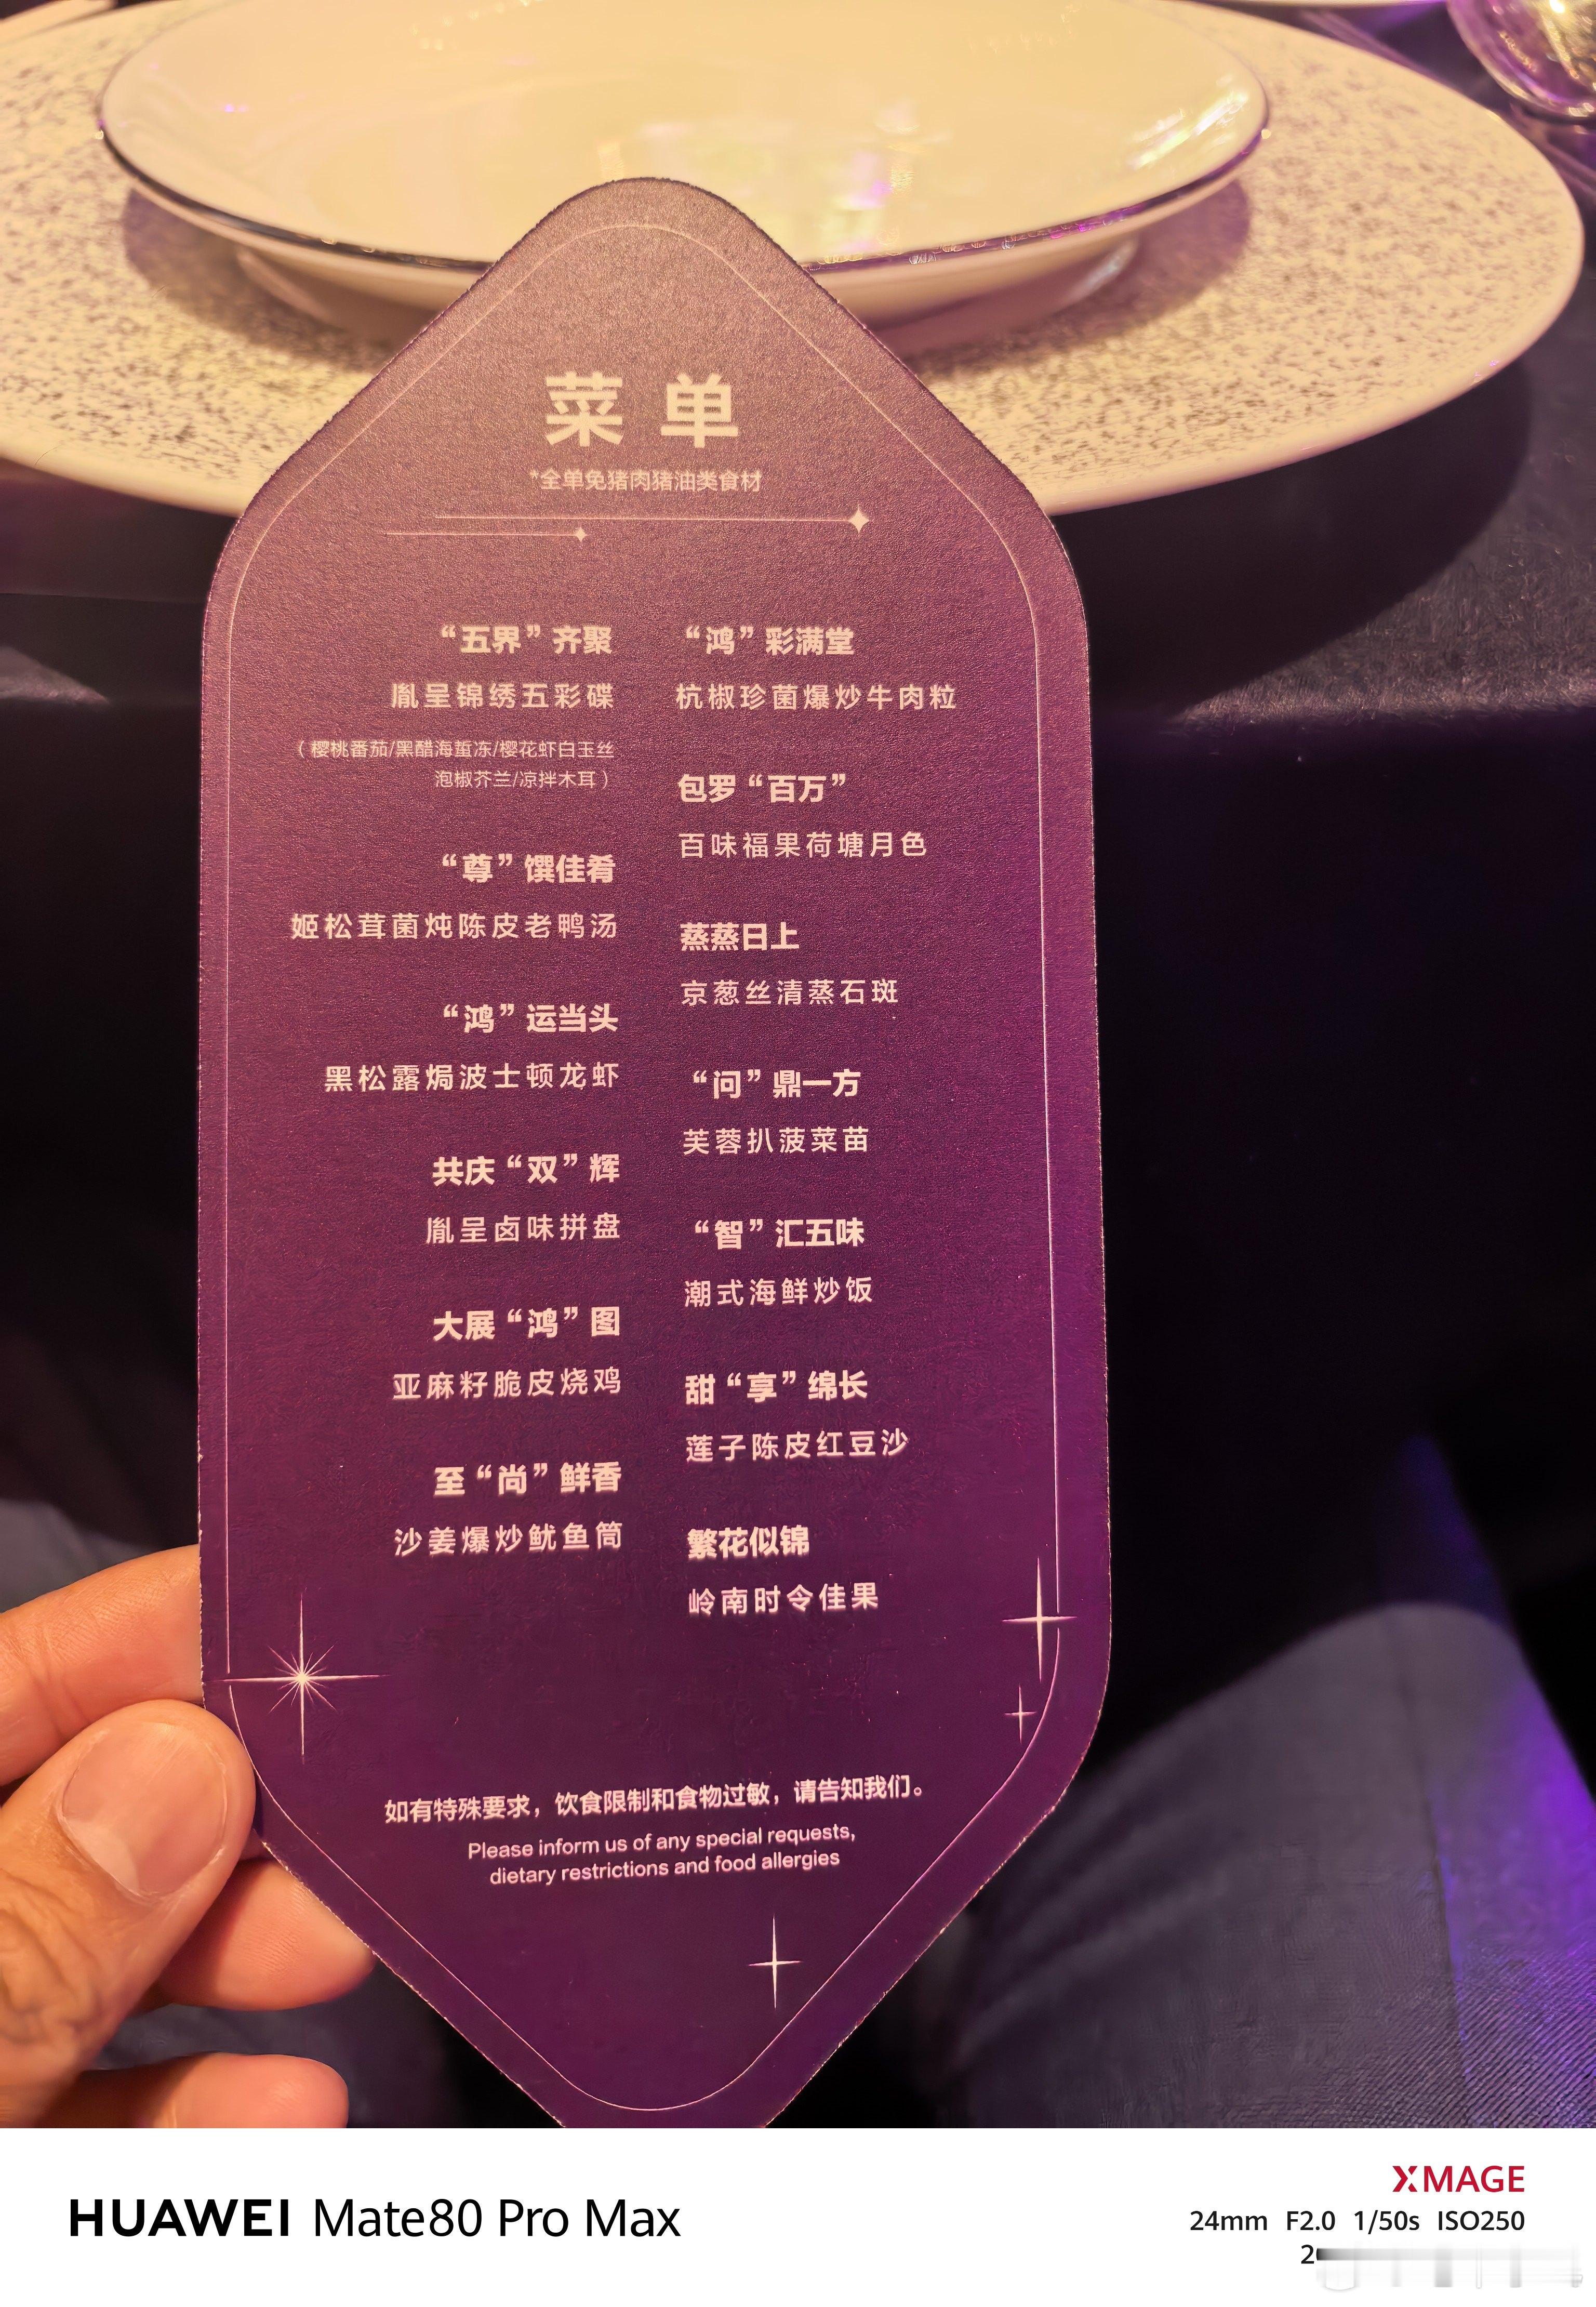 菜单
*全单免猪肉猪油类食材
“五界”齐聚
胤呈锦绣五彩碟
（樱桃番茄/黑醋海蜇冻/樱花虾白玉丝
泡椒芥兰/凉拌木耳）
“尊”馔佳肴
姬松茸菌炖陈皮老鸭汤
“鸿”运当头
黑松露焗波士顿龙虾
共庆“双”辉
胤呈卤味拼盘
大展“鸿”图
亚麻籽脆皮烧鸡
至“尚”鲜香
沙姜爆炒鱿鱼筒
“鸿”彩满堂
杭椒珍菌爆炒牛肉粒
包罗“百万”
百味福果荷塘月色
蒸蒸日上
京葱丝清蒸石斑
“问”鼎一方
芙蓉扒菠菜苗
“智”汇五味
潮式海鲜炒饭
甜“享”绵长
莲子陈皮红豆沙
繁花似锦
岭南时令佳果
如有特殊要求，饮食限制和食物过敏，请告知我们。
Please inform us of any special requests,
dietary restrictions and food allergies
HUAWEI Mate80 Pro Max
XMAGE
24mm F2.0 1/50s ISO250
2